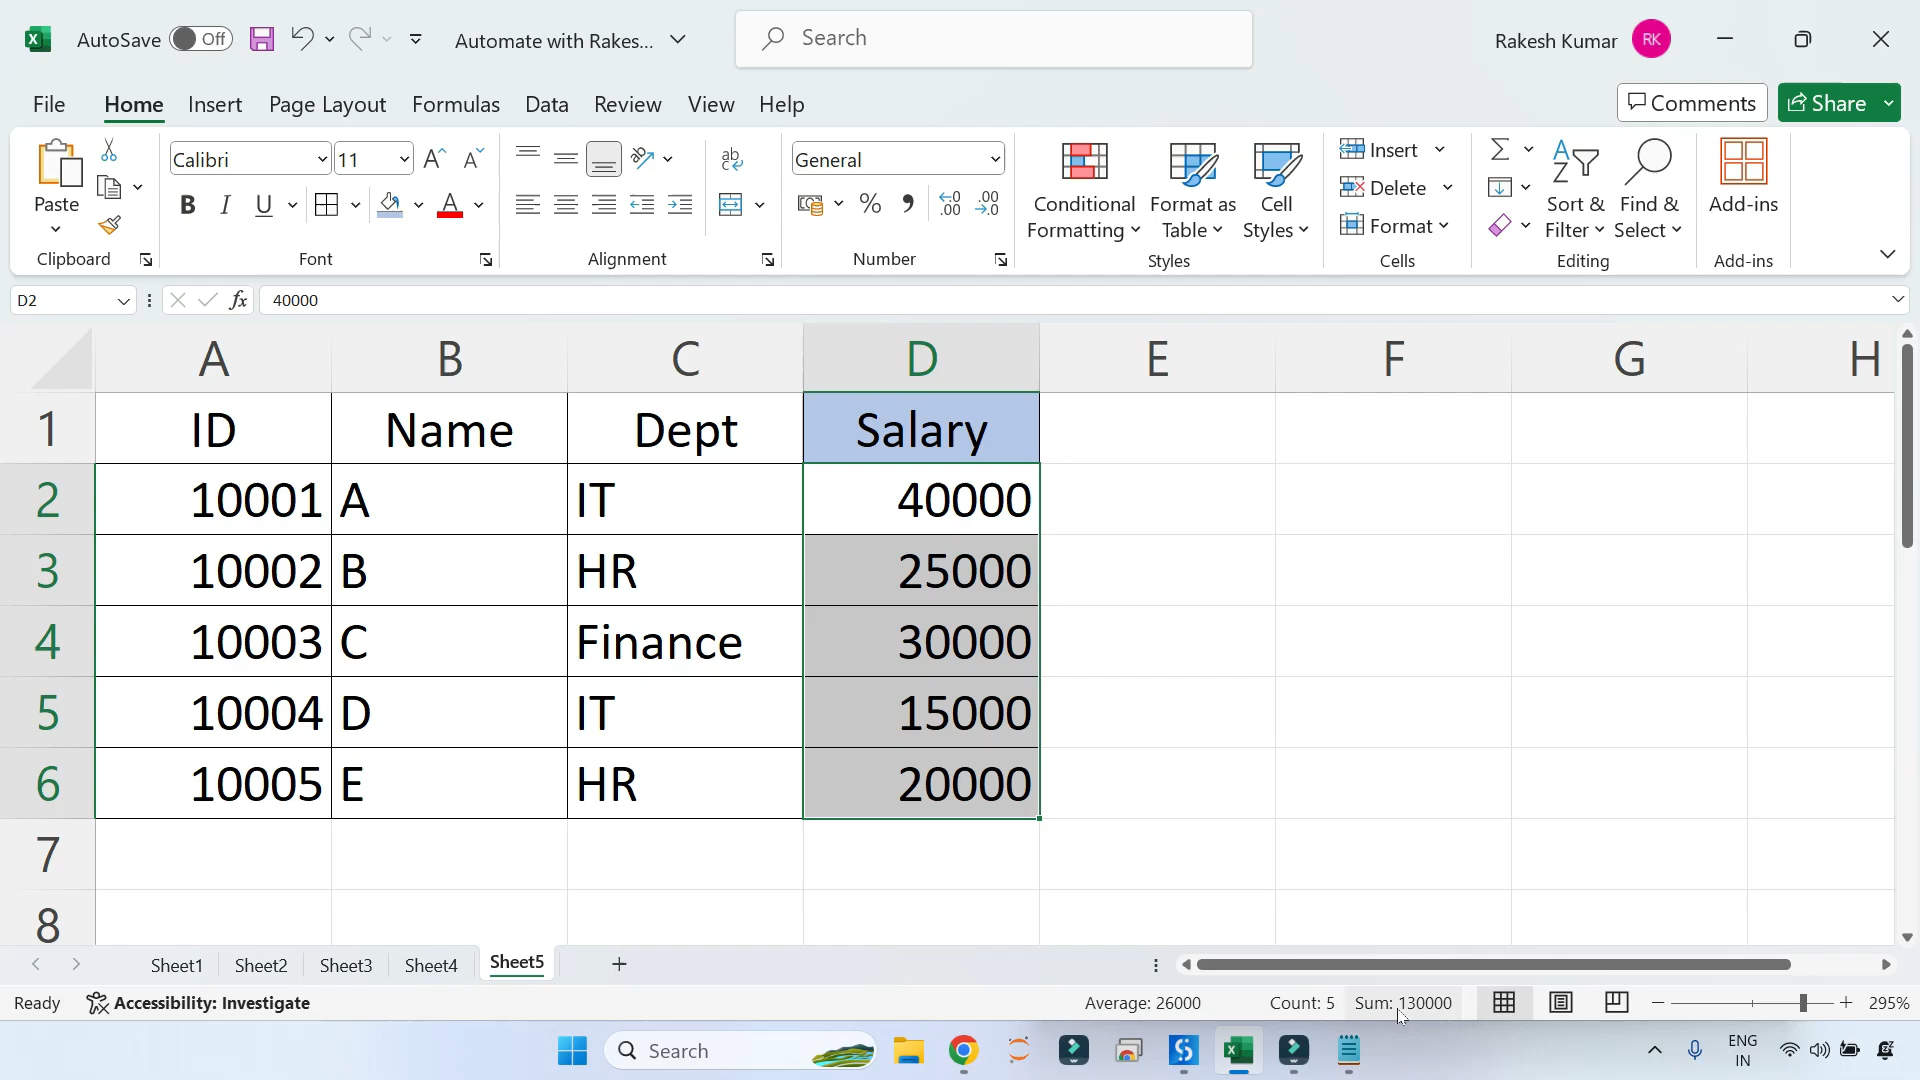 AutoSave Off Automate with Rakes... Search Rakesh Kumar RK
File Home Insert Page Layout Formulas Data Review View Help Comments Share
Paste
Clipboard
Calibri 11
B I U A
Font
ab
Alignment
General
% 9 .00 .00
Number
Conditional Formatting
Format as Table
Cell Styles
Styles
Insert
Delete
Format
Cells
Sort & Filter
Find & Select
Editing
Add-ins
Add-ins
D2 fx 40000
A B C D E F G H
1 ID Name Dept Salary
2 10001 A IT 40000
3 10002 B HR 25000
4 10003 C Finance 30000
5 10004 D IT 15000
6 10005 E HR 20000
7
8
Sheet1 Sheet2 Sheet3 Sheet4 Sheet5
Ready Accessibility: Investigate Average: 26000 Count: 5 Sum: 130000 295%
Search ENG
IN